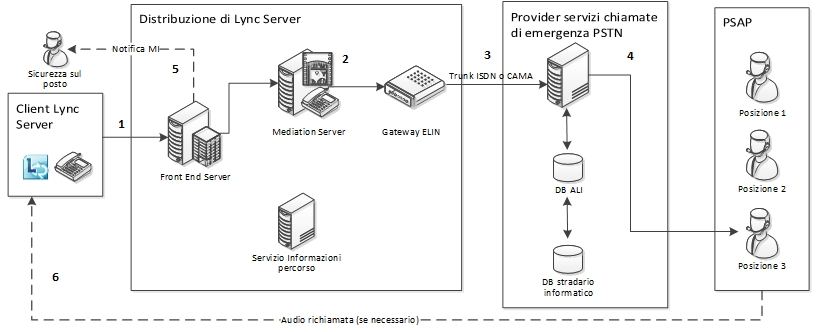 Distribuzione di Lync Server
Provider servizi chiamate
di emergenza PSTN
PSAP
Sicurezza sul
posto
Notifica MI
5
2
3
4
Trunk ISDN o CAMA
Client Lync
Server
1
Front End Server
Mediation Server
Gateway ELIN
Posizione 1
DB ALI
Posizione 2
Servizio Informazioni
percorso
DB stradario
informatico
Posizione 3
6
Audio richiamata (se necessario)